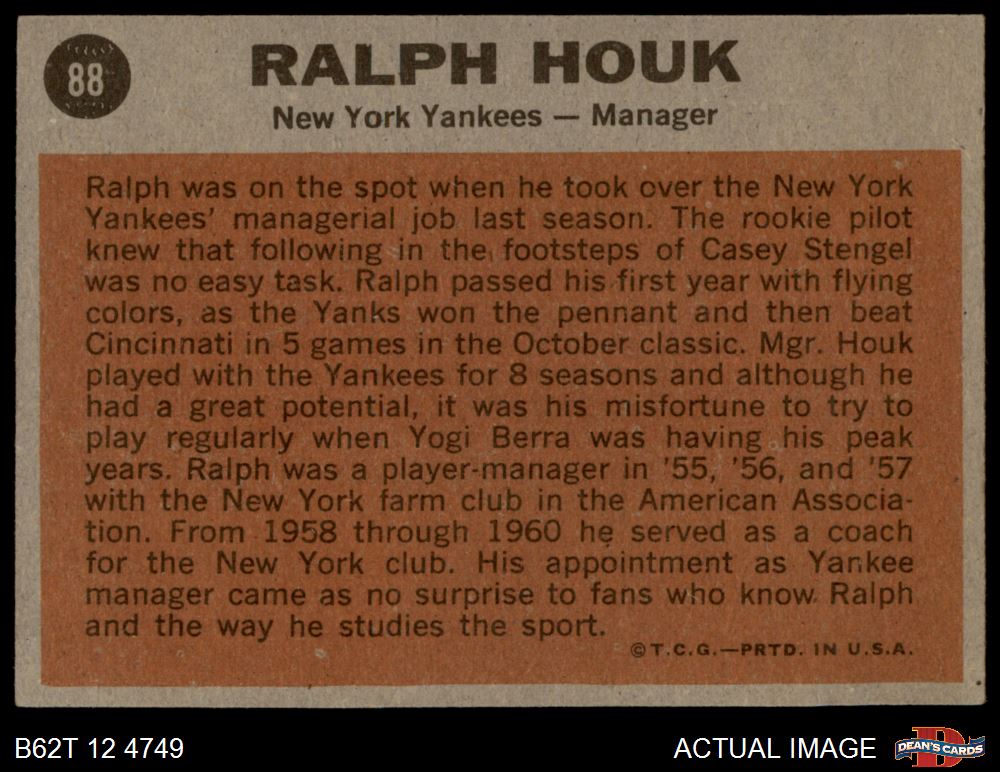 88
RALPH HOUK
New York Yankees — Manager
Ralph was on the spot when he took over the New York
Yankees' managerial job last season. The rookie pilot
knew that following in the footsteps of Casey Stengel
was no easy task. Ralph passed his first year with flying
colors, as the Yanks won the pennant and then beat
Cincinnati in 5 games in the October classic. Mgr. Houk
played with the Yankees for 8 seasons and although he
had a great potential, it was his misfortune to try to
play regularly when Yogi Berra was having his peak
years. Ralph was a player-manager in '55, '56, and '57
with the New York farm club in the American Associa-
tion. From 1958 through 1960 he served as a coach
for the New York club. His appointment as Yankee
manager came as no surprise to fans who know Ralph
and the way he studies the sport.
©T.C.G.—PRTD. IN U.S.A.
B62T 12 4749
ACTUAL IMAGE
D
DEAN'S CARDS